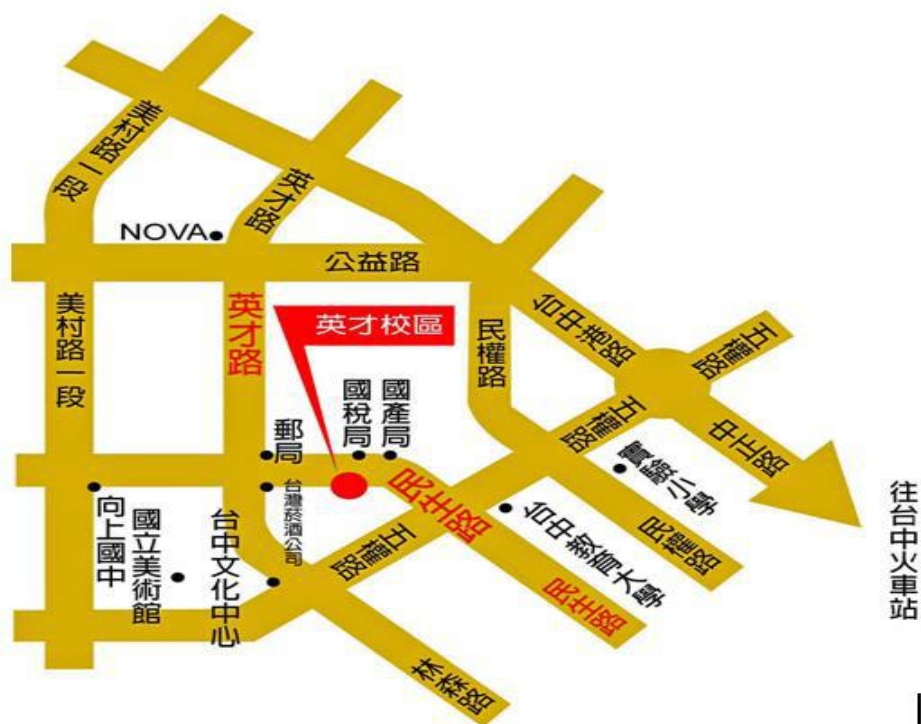 美村路一段
英才路
NOVA
公益路
美村路一段
英才路
英才校區
民權路
台中港路
五權路
五權路
中正路
國稅局
國產局
郵局
台灣菸酒公司
民生路
五權路
實驗小學
民權路
台中教育大學
民生路
向上國中
國立美術館
台中文化中心
林森路
往台中火車站